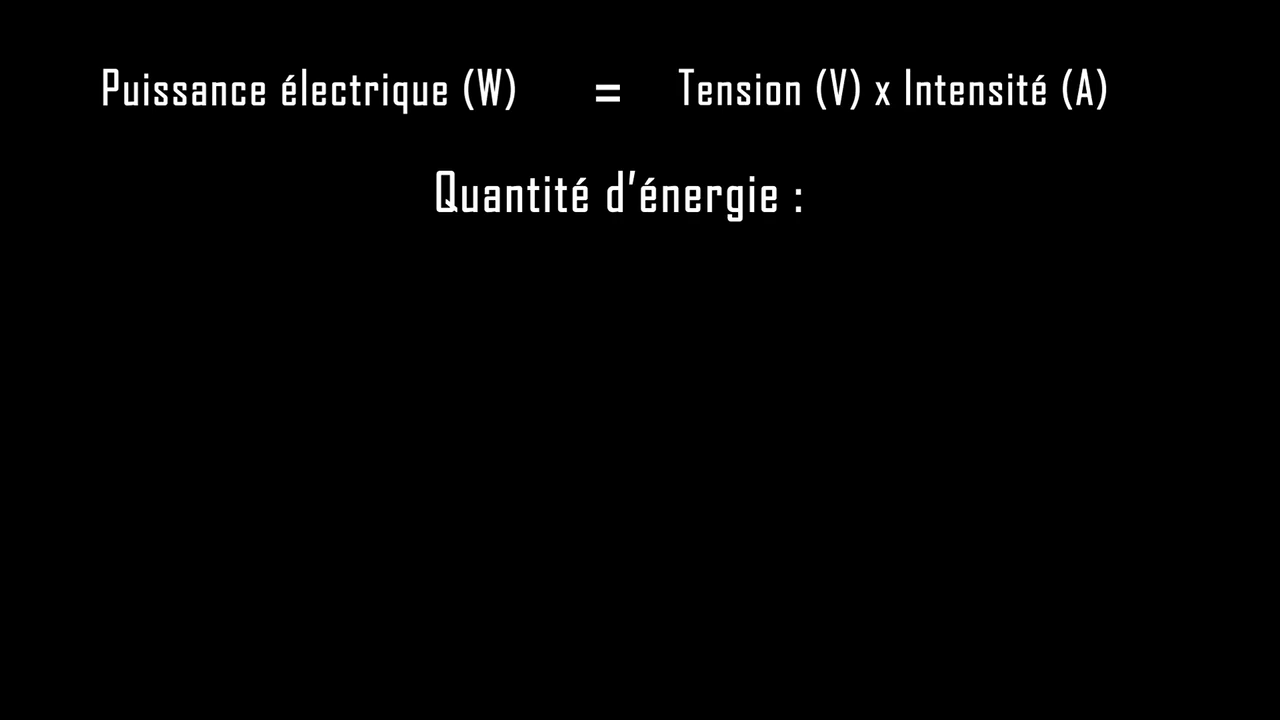 Puissance électrique (W) = Tension (V) x Intensité (A)
Quantité d’énergie :